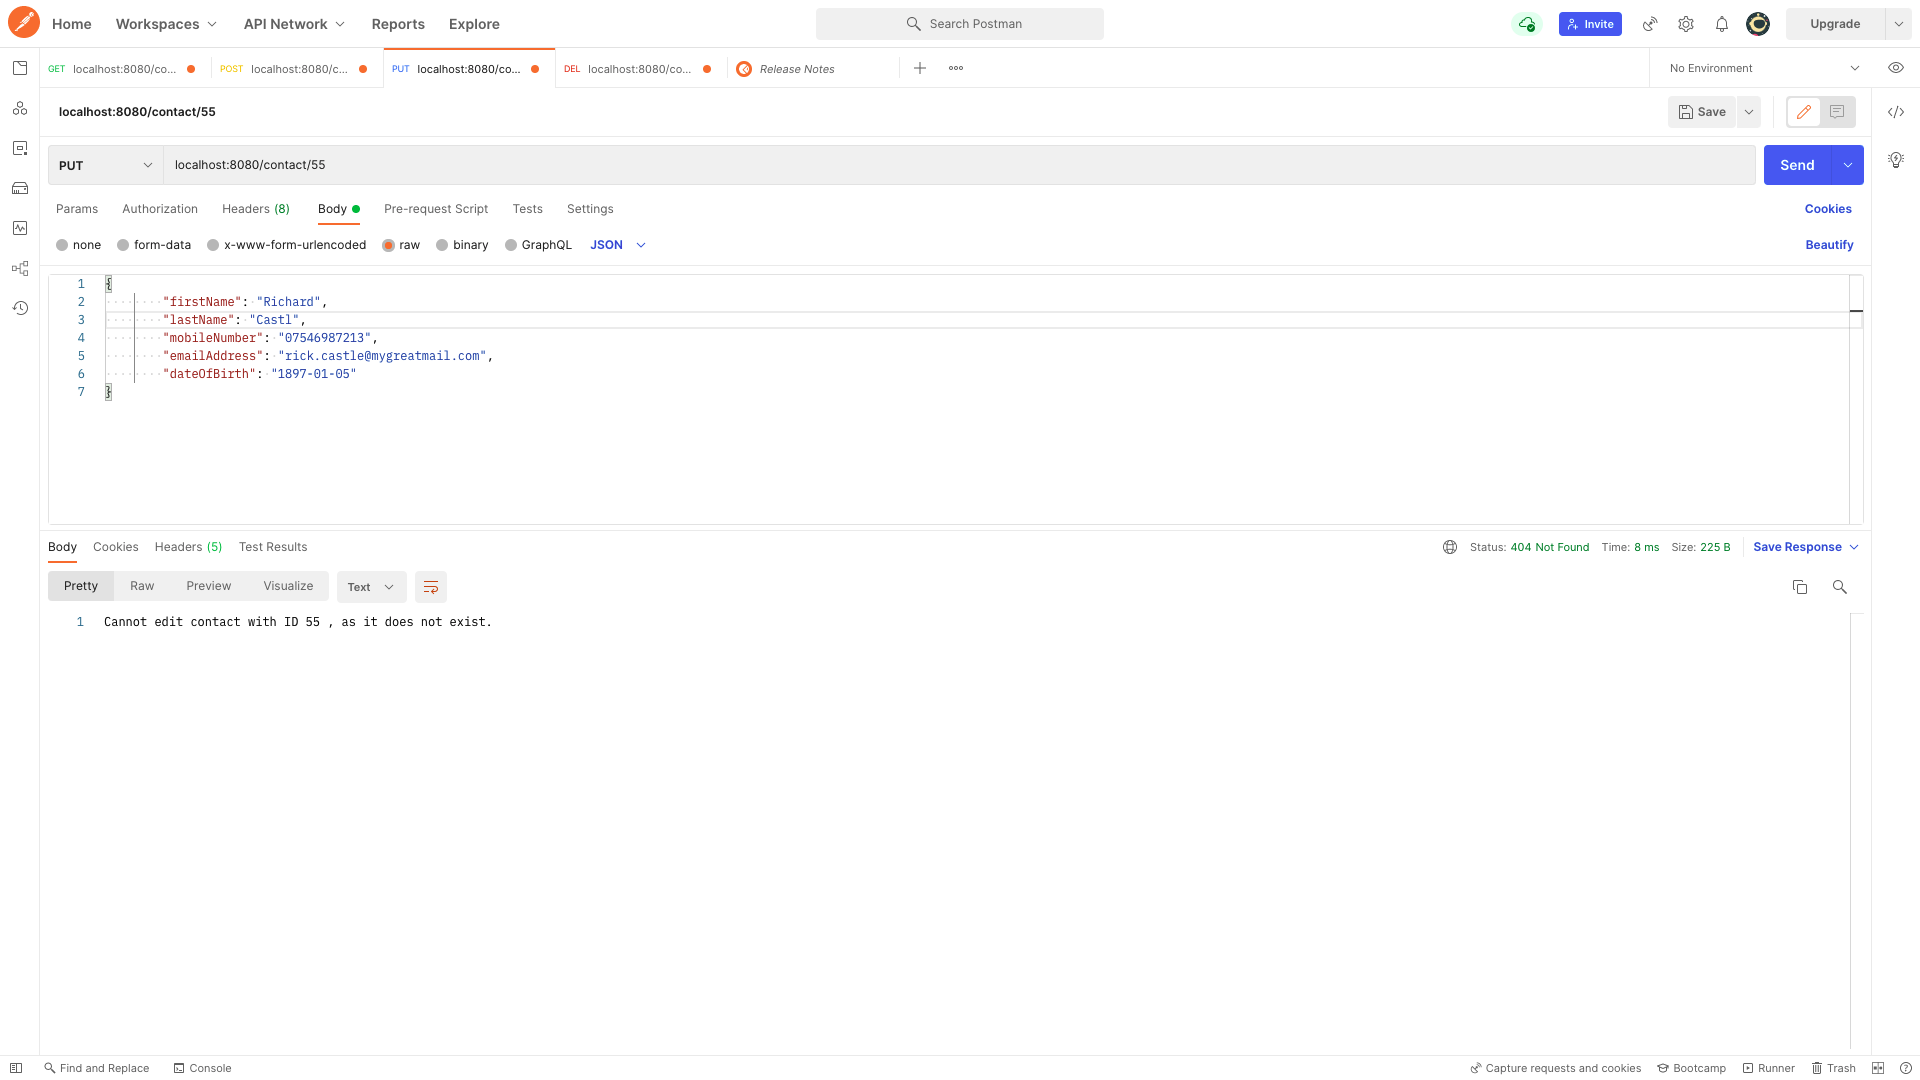 Home Workspaces API Network Reports Explore Search Postman Invite Upgrade
GET localhost:8080/co... POST localhost:8080/c... PUT localhost:8080/co... DEL localhost:8080/co... Release Notes No Environment
localhost:8080/contact/55 Save
PUT localhost:8080/contact/55 Send
Params Authorization Headers (8) Body Pre-request Script Tests Settings Cookies
none form-data x-www-form-urlencoded raw binary GraphQL JSON Beautify
1 {
2 "firstName": "Richard",
3 "lastName": "Castl",
4 "mobileNumber": "07546987213",
5 "emailAddress": "rick.castle@mygreatmail.com",
6 "dateOfBirth": "1897-01-05"
7 }
Body Cookies Headers (5) Test Results Status: 404 Not Found Time: 8 ms Size: 225 B Save Response
Pretty Raw Preview Visualize Text
1 Cannot edit contact with ID 55 , as it does not exist.
Find and Replace Console Capture requests and cookies Bootcamp Runner Trash